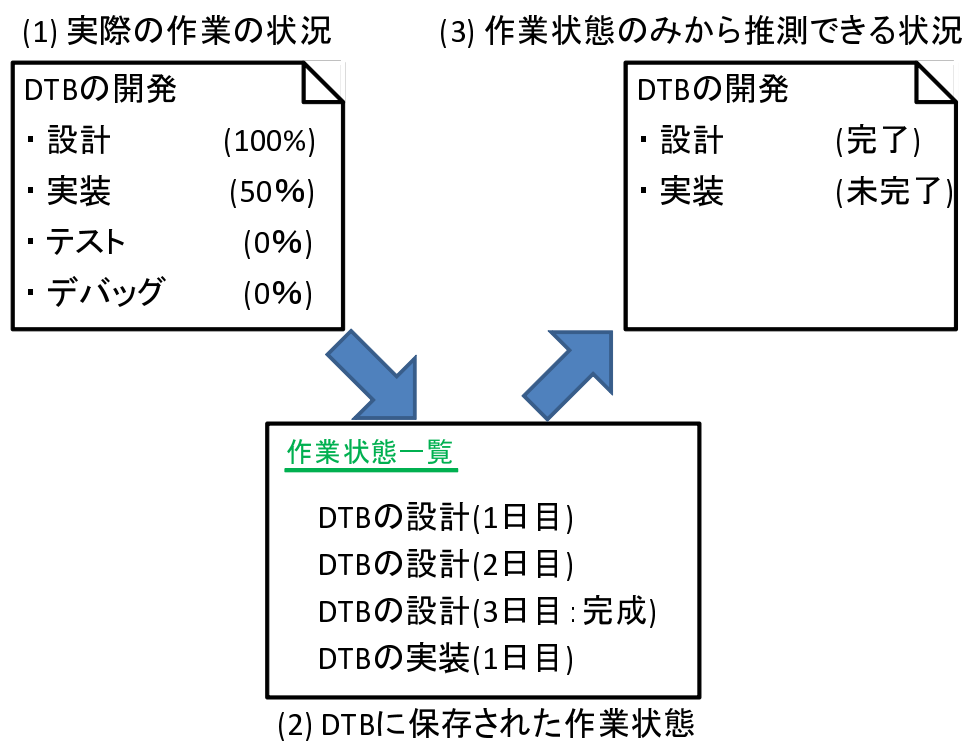 (1) 実際の作業の状況
DTBの開発
・設計 (100%)
・実装 (50%)
・テスト (0%)
・デバッグ (0%)
(3) 作業状態のみから推測できる状況
DTBの開発
・設計 (完了)
・実装 (未完了)
作業状態一覧
DTBの設計(1日目)
DTBの設計(2日目)
DTBの設計(3日目:完成)
DTBの実装(1日目)
(2) DTBに保存された作業状態